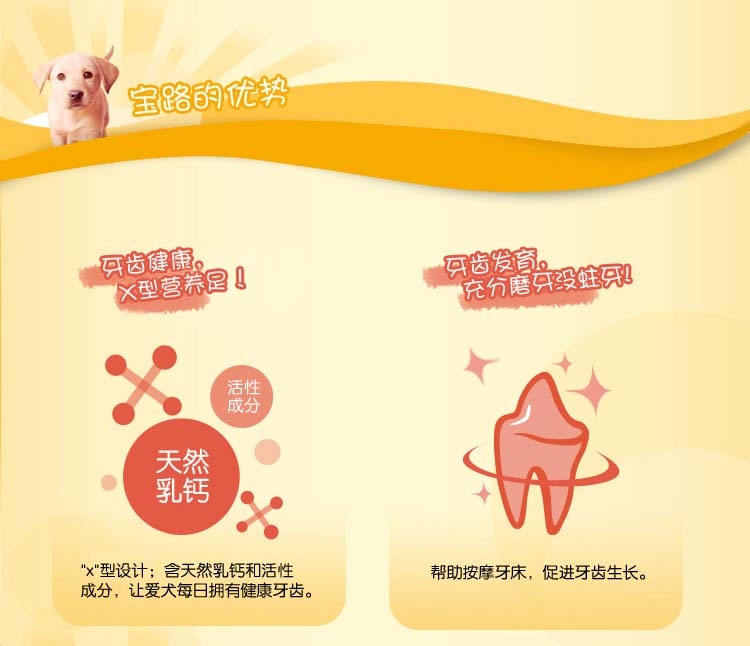 宝路的优势
牙齿健康,
X型营养足!
活性
成分
天然
乳钙
"x"型设计；含天然乳钙和活性
成分，让爱犬每日拥有健康牙齿。
牙齿发育,
充分磨牙没蛀牙!
帮助按摩牙床，促进牙齿生长。